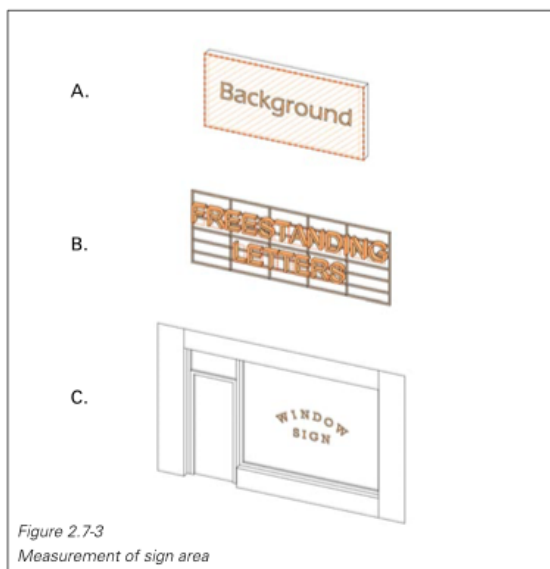 A.
Background
B.
FREESTANDING
LETTERS
C.
WINDOW
SIGN
Figure 2.7-3
Measurement of sign area